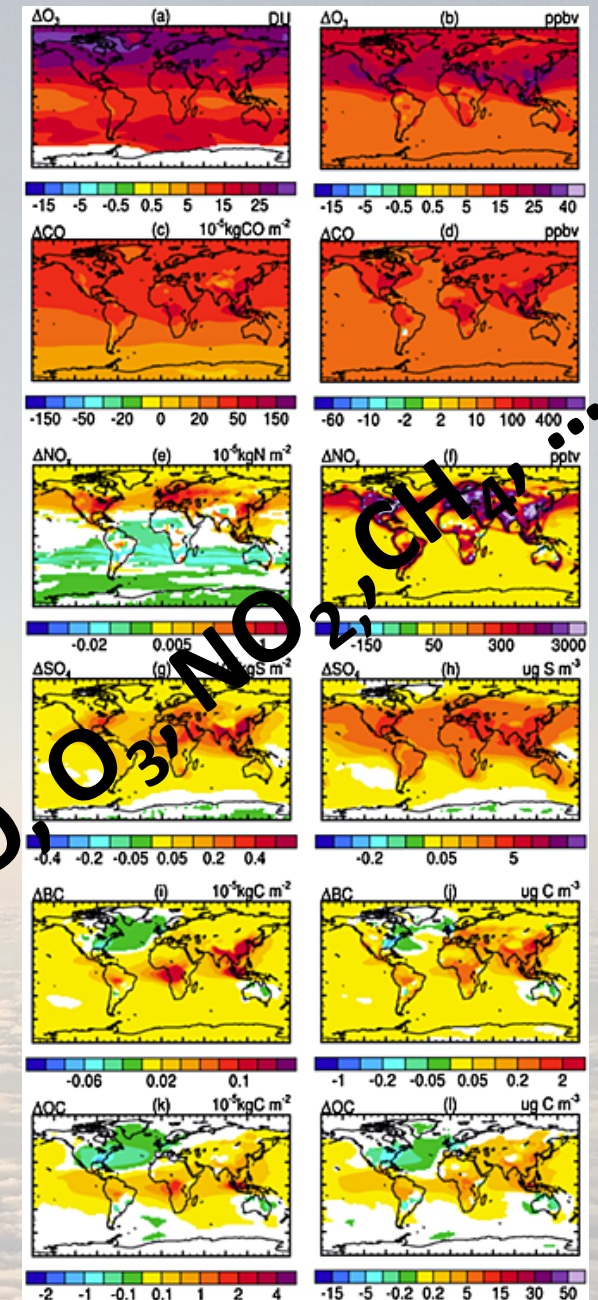 ΔO₃ (a) DU
ΔO₃ (b) ppbv
-15 -5 -0.5 0.5 5 15 25
-15 -5 -0.5 0.5 5 15 25 40
ΔCO (c) 10⁻⁵kgCO m⁻²
ΔCO (d) ppbv
-150 -50 -20 0 20 50 150
-60 -10 -2 2 10 100 400
ΔNOₓ (e) 10⁻⁵kgN m⁻²
ΔNOₓ (f) pptv
-0.02 0.005 1
-150 50 300 3000
O₃, NO₂, CH₄, ...
ΔSO₄ (g) kgS m⁻²
ΔSO₄ (h) ug S m⁻³
-0.4 -0.2 -0.05 0.05 0.2 0.4
-0.2 0.05 5
ΔBC (i) 10⁻⁵kgC m⁻²
ΔBC (j) ug C m⁻³
-0.06 0.02 0.1
-1 -0.2 -0.05 0.05 0.2 2
ΔOC (k) 10⁻⁵kgC m⁻²
ΔOC (l) ug C m⁻³
-2 -1 -0.1 0.1 1 2 4
-15 -5 -0.2 0.2 5 15 30 50